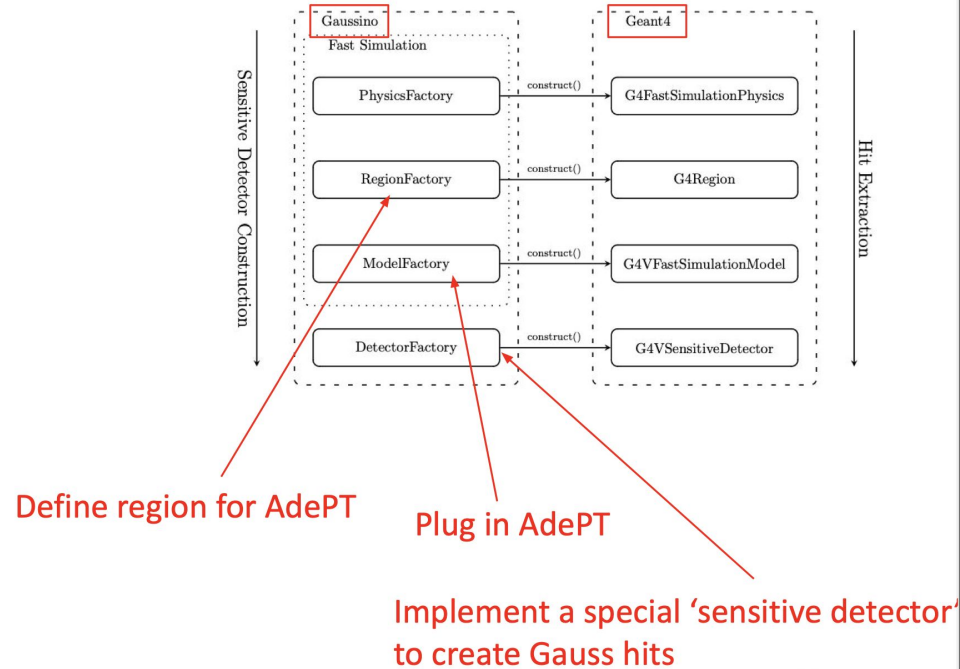 Gaussino
Geant4
Fast Simulation
Sensitive Detector Construction
PhysicsFactory
construct()
G4FastSimulationPhysics
Hit Extraction
RegionFactory
construct()
G4Region
ModelFactory
construct()
G4VFastSimulationModel
DetectorFactory
construct()
G4VSensitiveDetector
Define region for AdePT
Plug in AdePT
Implement a special ‘sensitive detector’
to create Gauss hits